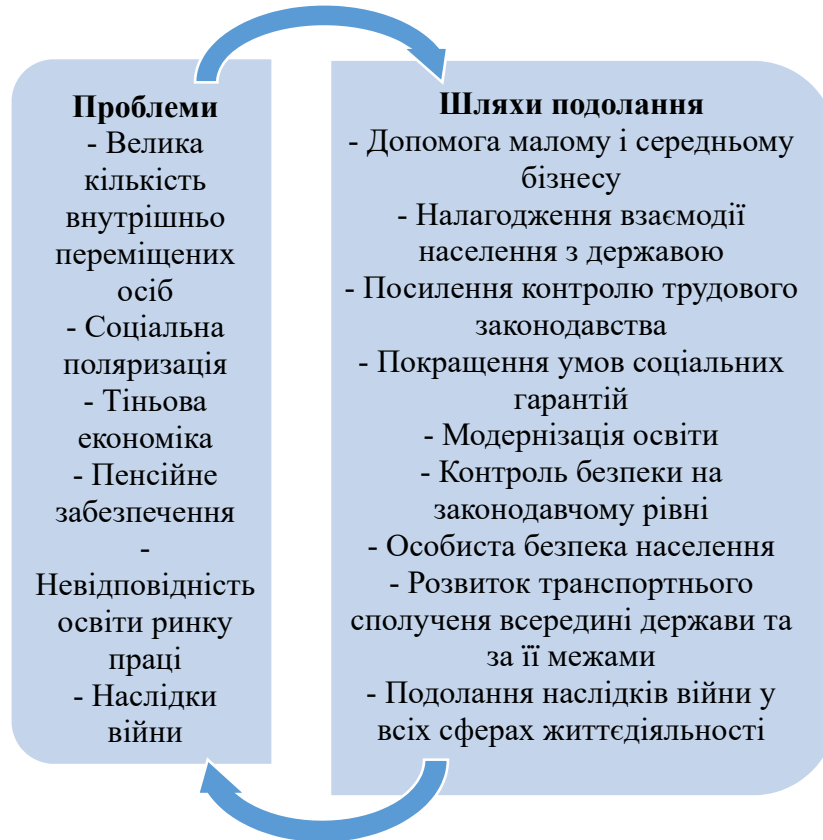 Проблеми
- Велика
кількість
внутрішньо
переміщених
осіб
- Соціальна
поляризація
- Тіньова
економіка
- Пенсійне
забезпечення
-
Невідповідність
освіти ринку
праці
- Наслідки
війни
Шляхи подолання
- Допомога малому і середньому
бізнесу
- Налагодження взаємодії
населення з державою
- Посилення контролю трудового
законодавства
- Покращення умов соціальних
гарантій
- Модернізація освіти
- Контроль безпеки на
законодавчому рівні
- Особиста безпека населення
- Розвиток транспортнього
сполученя всередині держави та
за її межами
- Подолання наслідків війни у
всіх сферах життєдіяльності